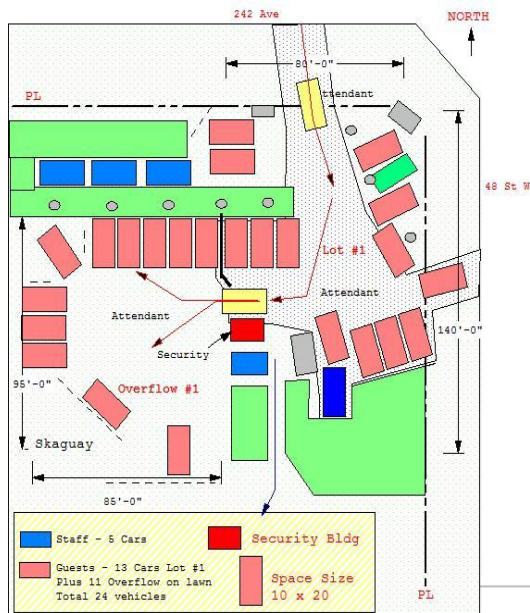 242 Ave
NORTH
80'-0"
PL
ttendant
Attendant
48 St W
Lot #1
Attendant
Attendant
Security
140'-0"
95'-0"
Overflow #1
Skaguay
85'-0"
Staff - 5 Cars
Security Bldg
Guests - 13 Cars Lot #1
Plus 11 Overflow on lawn
Total 24 vehicles
Space Size
10 x 20
PL